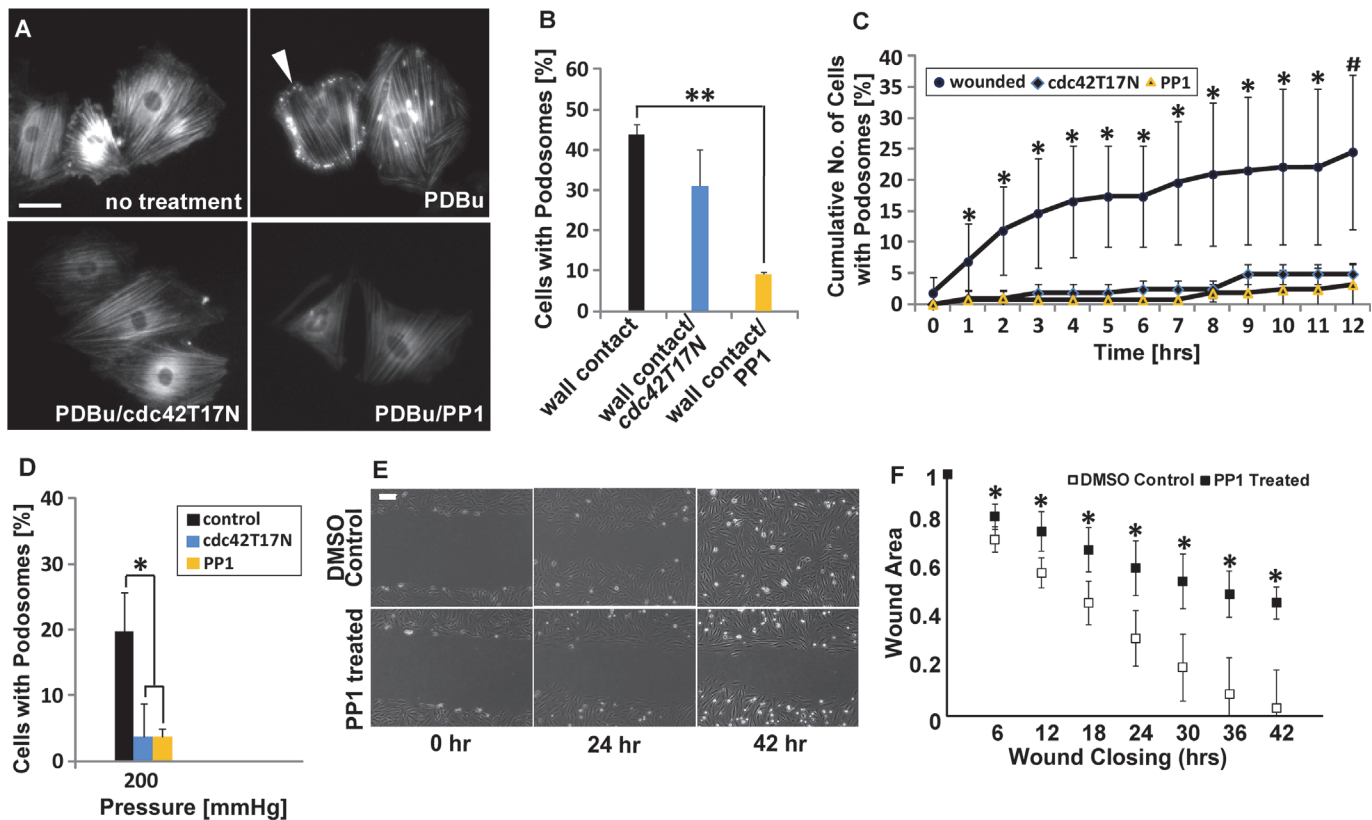 A
no treatment
PDBu
PDBu/cdc42T17N
PDBu/PP1
B
Cells with Podosomes [%]
60
50
40
30
20
10
0
**
wall contact
wall contact/
cdc42T17N
wall contact/
PP1
C
Cumulative No. of Cells
with Podosomes [%]
40
35
30
25
20
15
10
5
0
wounded cdc42T17N PP1
* * * * * * * * * * * #
0 1 2 3 4 5 6 7 8 9 10 11 12
Time [hrs]
D
Cells with Podosomes [%]
40
30
20
10
0
control
cdc42T17N
PP1
*
200
Pressure [mmHg]
E
DMSO
Control
PP1 treated
0 hr 24 hr 42 hr
F
Wound Area
1
0.8
0.6
0.4
0.2
0
DMSO Control PP1 Treated
* * * * * * *
6 12 18 24 30 36 42
Wound Closing (hrs)